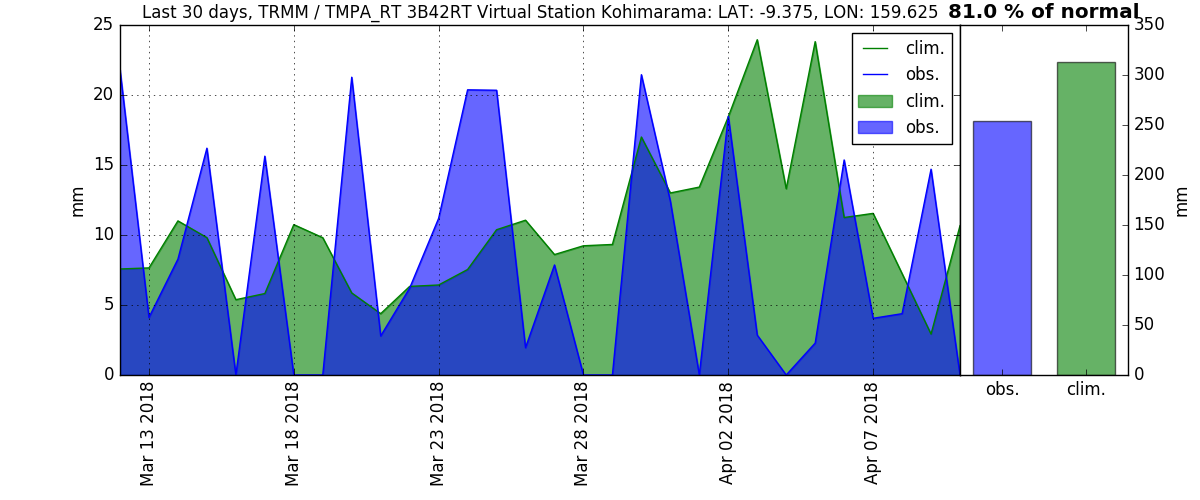 Last 30 days, TRMM / TMPA_RT 3B42RT Virtual Station Kohimarama: LAT: -9.375, LON: 159.625
81.0 % of normal
25
20
15
10
5
0
mm
clim.
obs.
clim.
obs.
Mar 13 2018
Mar 18 2018
Mar 23 2018
Mar 28 2018
Apr 02 2018
Apr 07 2018
350
300
250
200
150
100
50
0
mm
obs.
clim.